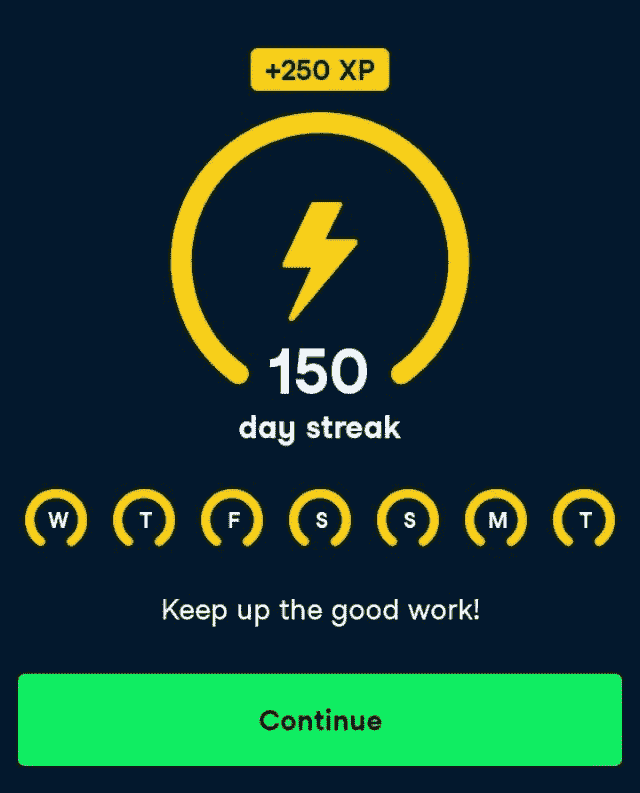 +250 XP
150
day streak
W T F S S M T
Keep up the good work!
Continue